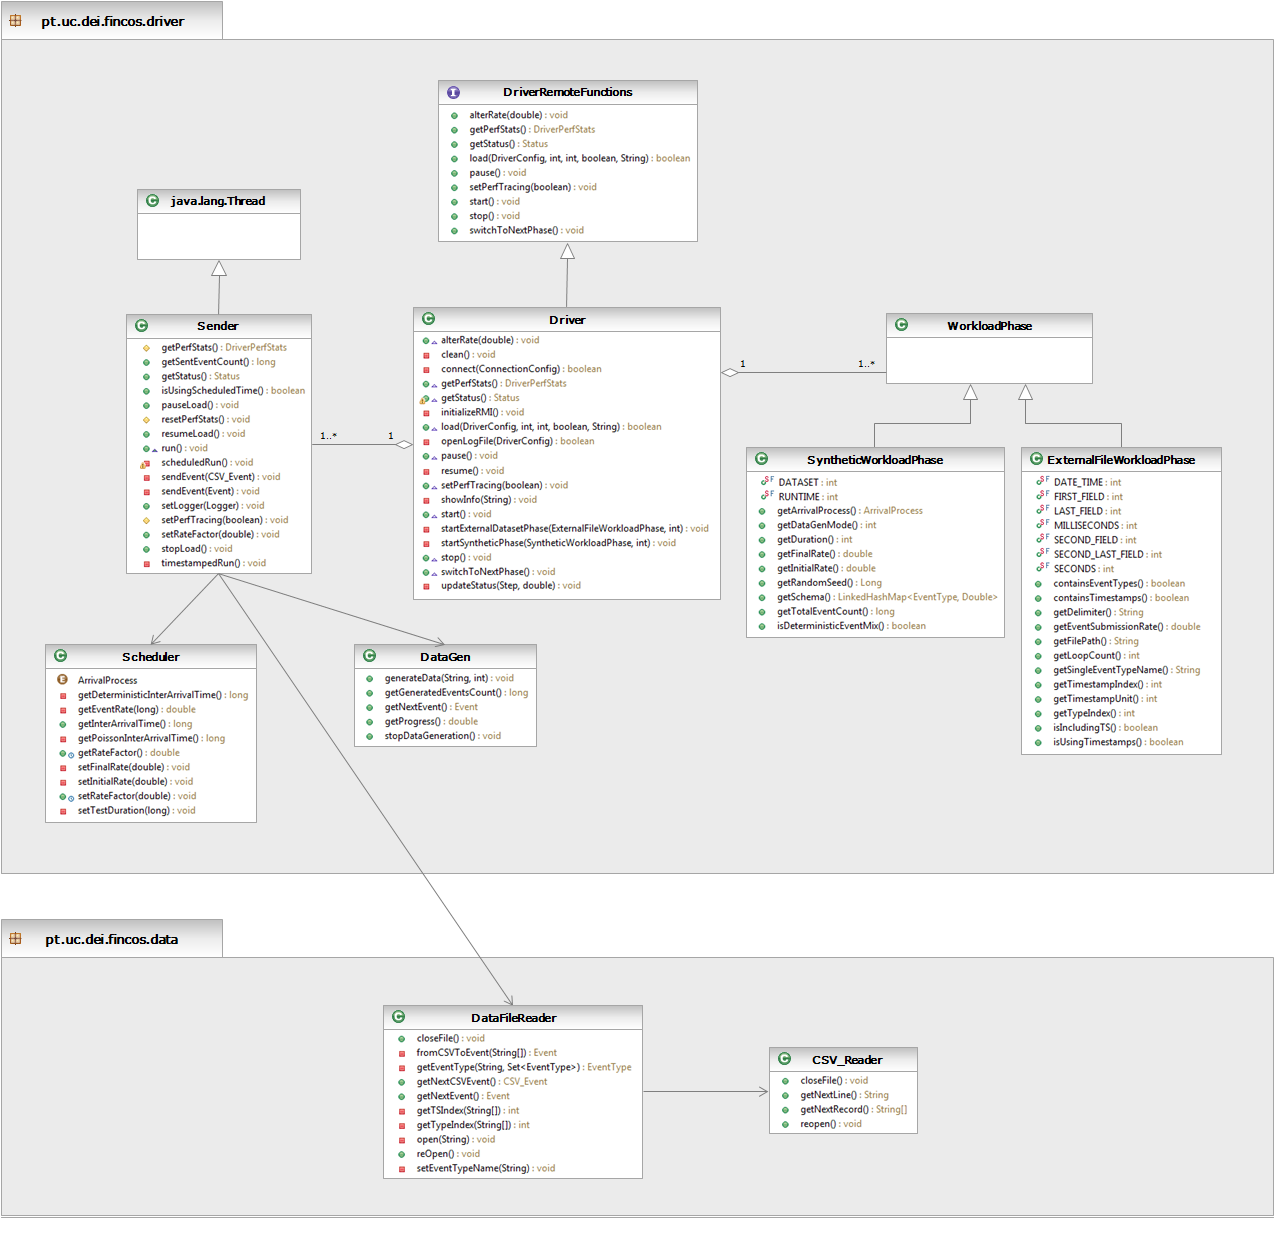 pt.uc.dei.fincos.driver
DriverRemoteFunctions
alterRate(double) : void
getPerfStats() : DriverPerfStats
getStatus() : Status
load(DriverConfig, int, int, boolean, String) : boolean
pause() : void
setPerfTracing(boolean) : void
start() : void
stop() : void
switchToNextPhase() : void
java.lang.Thread
Sender
getPerfStats() : DriverPerfStats
getSentEventCount() : long
getStatus() : Status
isUsingScheduledTime() : boolean
pauseLoad() : void
resetPerfStats() : void
resumeLoad() : void
run() : void
scheduledRun() : void
sendEvent(CSV_Event) : void
sendEvent(Event) : void
setLogger(Logger) : void
setPerfTracing(boolean) : void
setRateFactor(double) : void
stopLoad() : void
timestampedRun() : void
1..*
1
Driver
alterRate(double) : void
clean() : void
connect(ConnectionConfig) : boolean
getPerfStats() : DriverPerfStats
getStatus() : Status
initializeRMI() : void
load(DriverConfig, int, int, boolean, String) : boolean
openLogFile(DriverConfig) : boolean
pause() : void
resume() : void
setPerfTracing(boolean) : void
showInfo(String) : void
start() : void
startExternalDatasetPhase(ExternalFileWorkloadPhase, int) : void
startSyntheticPhase(SyntheticWorkloadPhase, int) : void
stop() : void
switchToNextPhase() : void
updateStatus(Step, double) : void
1
1..*
WorkloadPhase
SyntheticWorkloadPhase
DATASET : int
RUNTIME : int
getArrivalProcess() : ArrivalProcess
getDataGenMode() : int
getDuration() : int
getFinalRate() : double
getInitialRate() : double
getRandomSeed() : Long
getSchema() : LinkedHashMap<EventType, Double>
getTotalEventCount() : long
isDeterministicEventMix() : boolean
ExternalFileWorkloadPhase
DATE_TIME : int
FIRST_FIELD : int
LAST_FIELD : int
MILLISECONDS : int
SECOND_FIELD : int
SECOND_LAST_FIELD : int
SECONDS : int
containsEventTypes() : boolean
containsTimestamps() : boolean
getDelimiter() : String
getEventSubmissionRate() : double
getFilePath() : String
getLoopCount() : int
getSingleEventTypeName() : String
getTimestampIndex() : int
getTimestampUnit() : int
getTypeIndex() : int
isIncludingTS() : boolean
isUsingTimestamps() : boolean
Scheduler
ArrivalProcess
getDeterministicInterArrivalTime() : long
getEventRate(long) : double
getInterArrivalTime() : long
getPoissonInterArrivalTime() : long
getRateFactor() : double
setFinalRate(double) : void
setInitialRate(double) : void
setRateFactor(double) : void
setTestDuration(long) : void
DataGen
generateData(String, int) : void
getGeneratedEventsCount() : long
getNextEvent() : Event
getProgress() : double
stopDataGeneration() : void
pt.uc.dei.fincos.data
DataFileReader
closeFile() : void
fromCSVToEvent(String[]) : Event
getEventType(String, Set<EventType>) : EventType
getNextCSVEvent() : CSV_Event
getNextEvent() : Event
getTSIndex(String[]) : int
getTypeIndex(String[]) : int
open(String) : void
reOpen() : void
setEventTypeName(String) : void
CSV_Reader
closeFile() : void
getNextLine() : String
getNextRecord() : String[]
reopen() : void